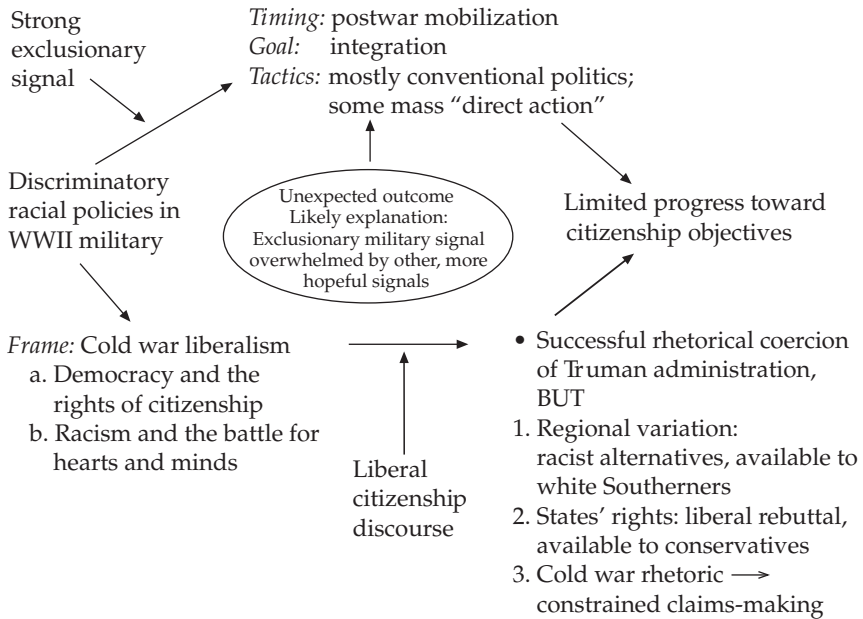 Strong
exclusionary
signal
Timing: postwar mobilization
Goal: integration
Tactics: mostly conventional politics;
some mass “direct action”
Discriminatory
racial policies in
WWII military
Unexpected outcome
Likely explanation:
Exclusionary military signal
overwhelmed by other, more
hopeful signals
Limited progress toward
citizenship objectives
Frame: Cold war liberalism
a. Democracy and the
rights of citizenship
b. Racism and the battle for
hearts and minds
Liberal
citizenship
discourse
• Successful rhetorical coercion
of Truman administration,
BUT
1. Regional variation:
racist alternatives, available to
white Southerners
2. States’ rights: liberal rebuttal,
available to conservatives
3. Cold war rhetoric →
constrained claims-making